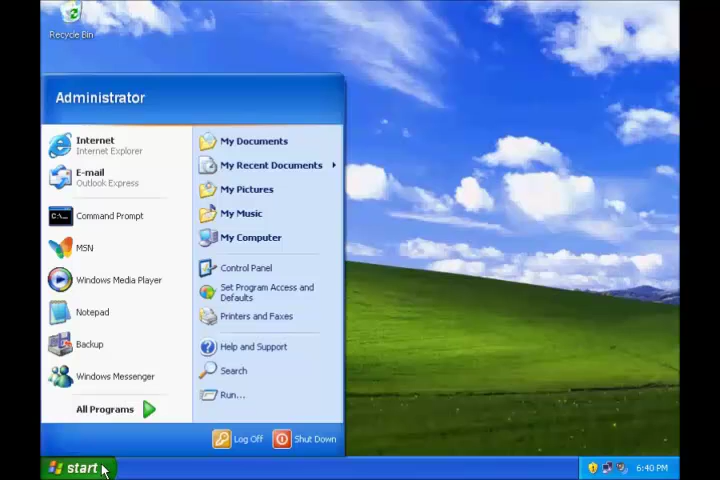 Recycle Bin
Administrator
Internet
Internet Explorer
E-mail
Outlook Express
C:\_
Command Prompt
MSN
Windows Media Player
Notepad
Backup
Windows Messenger
All Programs
My Documents
My Recent Documents
My Pictures
My Music
My Computer
Control Panel
Set Program Access and
Defaults
Printers and Faxes
Help and Support
Search
Run...
Log Off
Shut Down
start
6:40 PM